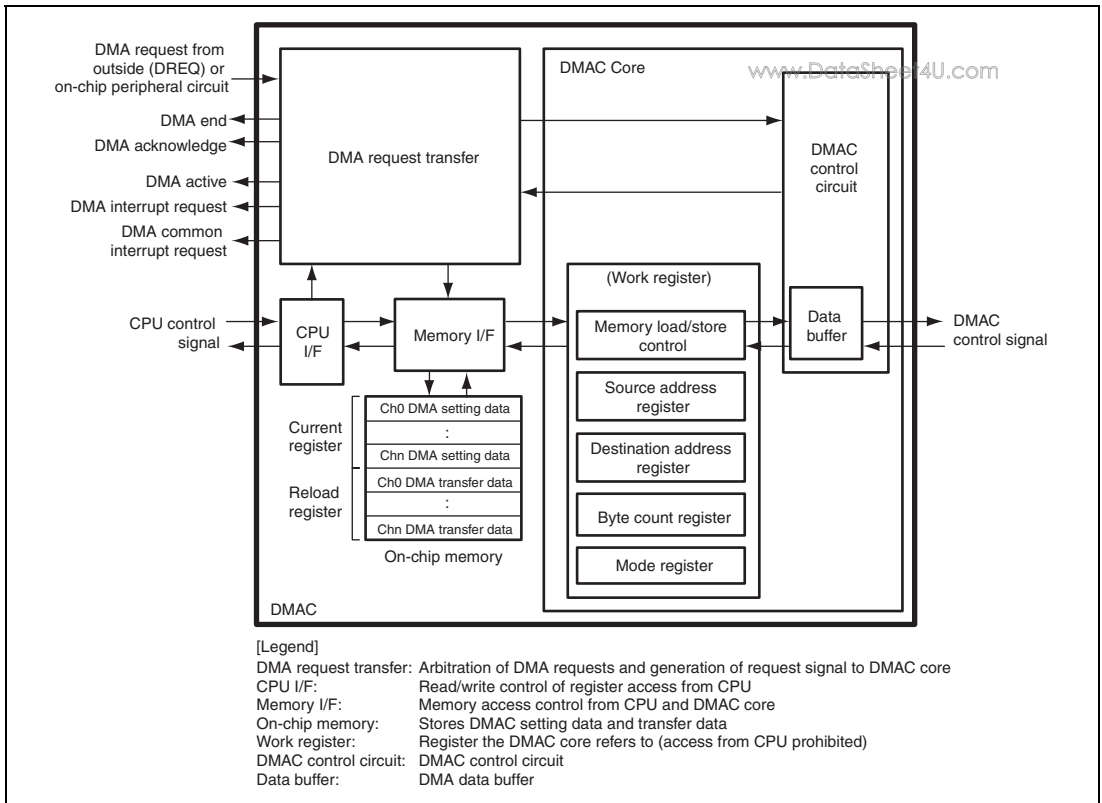 DMA request from
outside (DREQ) or
on-chip peripheral circuit
DMA end
DMA acknowledge
DMA active
DMA interrupt request
DMA common
interrupt request
CPU control
signal
DMA request transfer
DMAC Core
www.DataSheet4U.com
DMAC
control
circuit
CPU
I/F
Memory I/F
(Work register)
Memory load/store
control
Source address
register
Destination address
register
Byte count register
Mode register
Data
buffer
DMAC
control signal
Current
register
Reload
register
Ch0 DMA setting data
:
Chn DMA setting data
Ch0 DMA transfer data
:
Chn DMA transfer data
On-chip memory
DMAC
[Legend]
DMA request transfer: Arbitration of DMA requests and generation of request signal to DMAC core
CPU I/F: Read/write control of register access from CPU
Memory I/F: Memory access control from CPU and DMAC core
On-chip memory: Stores DMAC setting data and transfer data
Work register: Register the DMAC core refers to (access from CPU prohibited)
DMAC control circuit: DMAC control circuit
Data buffer: DMA data buffer